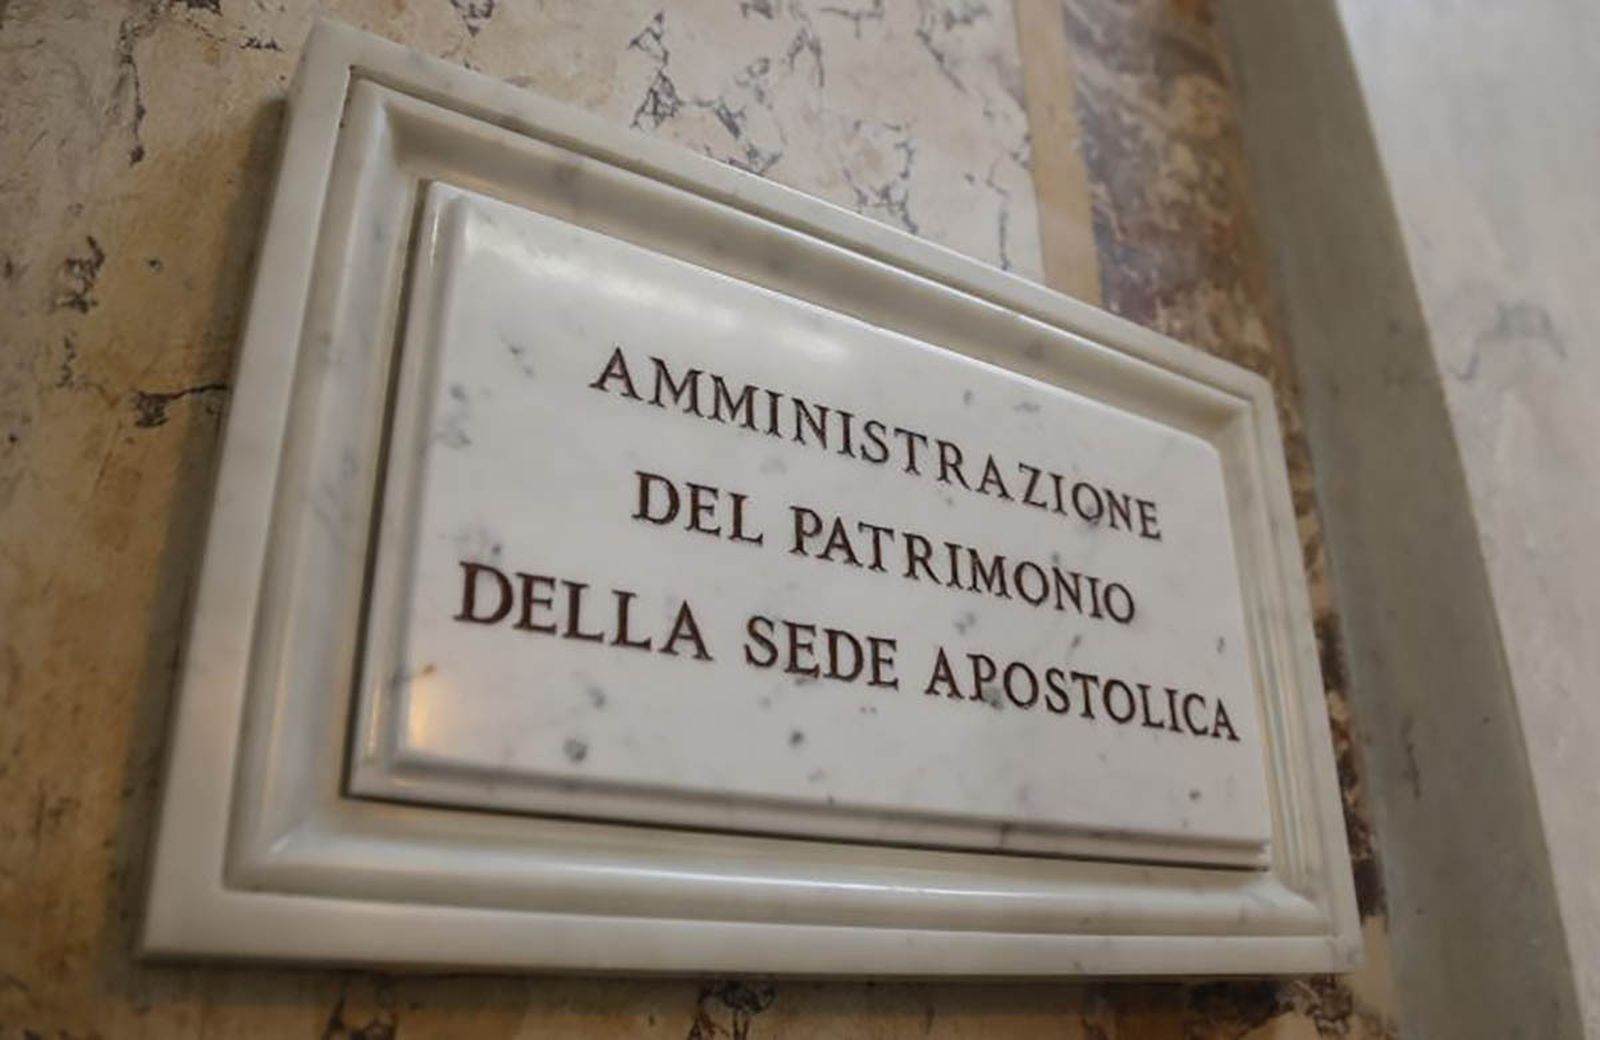 AMMINISTRAZIONE
DEL PATRIMONIO
DELLA SEDE APOSTOLICA